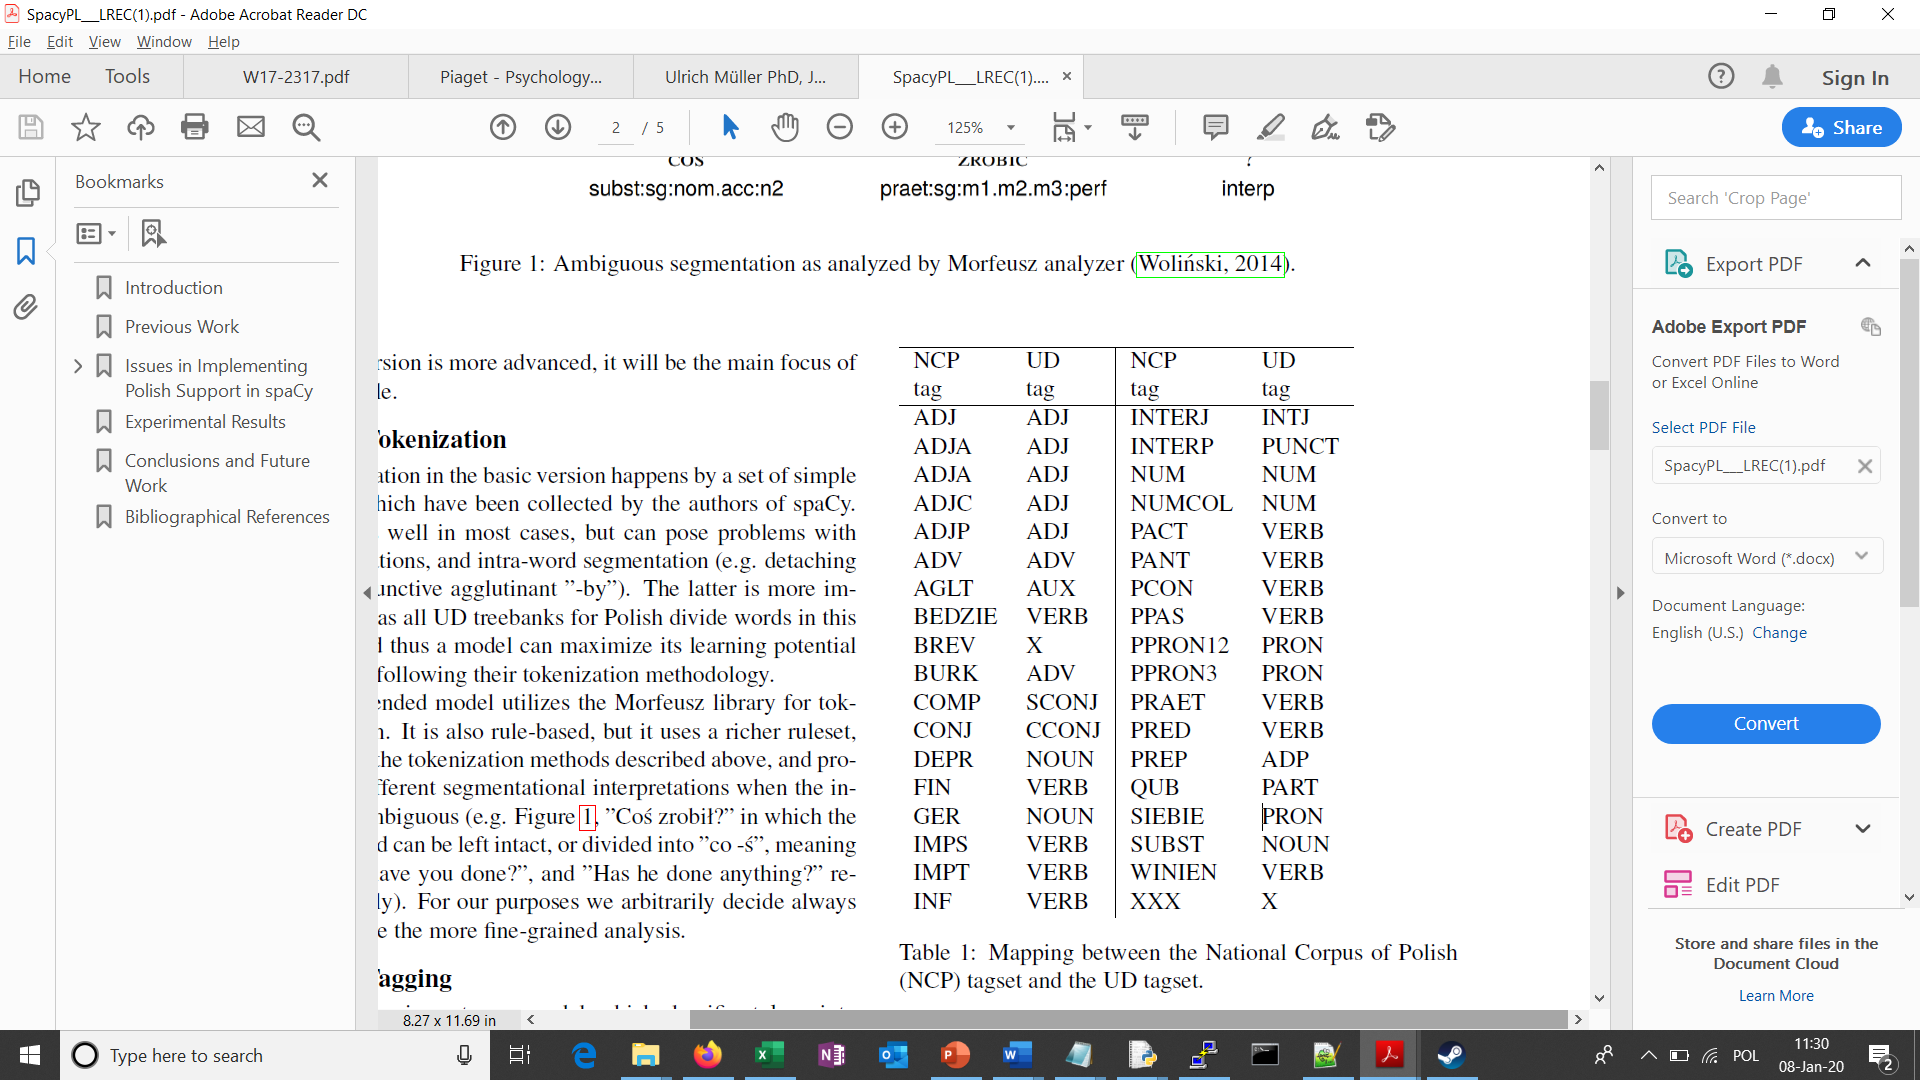 SpacyPL___LREC(1).pdf - Adobe Acrobat Reader DC
File Edit View Window Help
Home Tools W17-2317.pdf Piaget - Psychology... Ulrich Müller PhD, J... SpacyPL___LREC(1)....
Sign In
2 / 5 125%
Share
Bookmarks
Introduction
Previous Work
Issues in Implementing
Polish Support in spaCy
Experimental Results
Conclusions and Future
Work
Bibliographical References
COŚ ZROBIĆ ?
subst:sg:nom.acc:n2 praet:sg:m1.m2.m3:perf interp
Figure 1: Ambiguous segmentation as analyzed by Morfeusz analyzer (Woliński, 2014).
rsion is more advanced, it will be the main focus of
le.
Tokenization
ation in the basic version happens by a set of simple
hich have been collected by the authors of spaCy.
well in most cases, but can pose problems with
tions, and intra-word segmentation (e.g. detaching
unctive agglutinant ”-by”). The latter is more im-
as all UD treebanks for Polish divide words in this
d thus a model can maximize its learning potential
following their tokenization methodology.
ended model utilizes the Morfeusz library for tok-
n. It is also rule-based, but it uses a richer ruleset,
the tokenization methods described above, and pro-
fferent segmentational interpretations when the in-
mbiguous (e.g. Figure 1, ”Coś zrobił?” in which the
d can be left intact, or divided into ”co -ś”, meaning
ave you done?”, and ”Has he done anything?” re-
ly). For our purposes we arbitrarily decide always
e the more fine-grained analysis.
Tagging
NCP UD NCP UD
tag tag tag tag
ADJ ADJ INTERJ INTJ
ADJA ADJ INTERP PUNCT
ADJA ADJ NUM NUM
ADJC ADJ NUMCOL NUM
ADJP ADJ PACT VERB
ADV ADV PANT VERB
AGLT AUX PCON VERB
BEDZIE VERB PPAS VERB
BREV X PPRON12 PRON
BURK ADV PPRON3 PRON
COMP SCONJ PRAET VERB
CONJ CCONJ PRED VERB
DEPR NOUN PREP ADP
FIN VERB QUB PART
GER NOUN SIEBIE PRON
IMPS VERB SUBST NOUN
IMPT VERB WINIEN VERB
INF VERB XXX X
Table 1: Mapping between the National Corpus of Polish
(NCP) tagset and the UD tagset.
8.27 x 11.69 in
Search 'Crop Page'
Export PDF
Adobe Export PDF
Convert PDF Files to Word
or Excel Online
Select PDF File
SpacyPL___LREC(1).pdf
Convert to
Microsoft Word (*.docx)
Document Language:
English (U.S.) Change
Convert
Create PDF
Edit PDF
Store and share files in the
Document Cloud
Learn More
Type here to search
POL
11:30
08-Jan-20
2